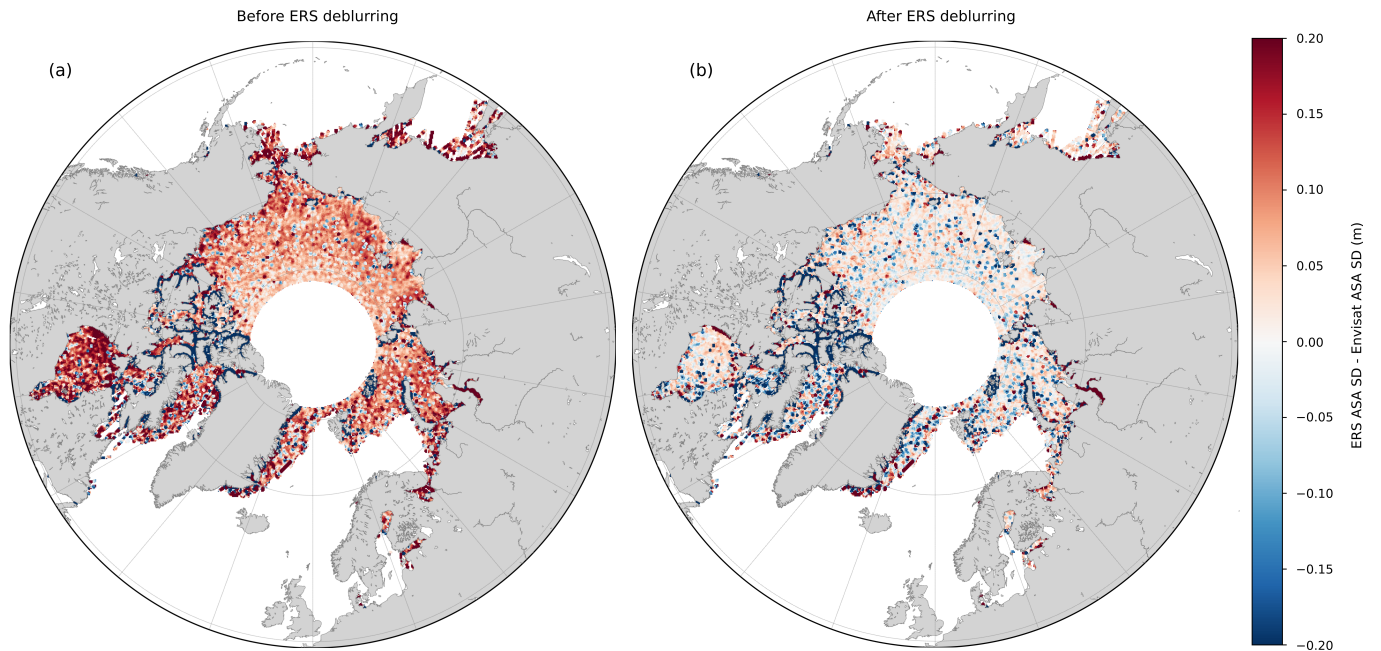 Before ERS deblurring
After ERS deblurring
(a)
(b)
0.20
0.15
0.10
0.05
0.00
−0.05
−0.10
−0.15
−0.20
ERS ASA SD - Envisat ASA SD (m)